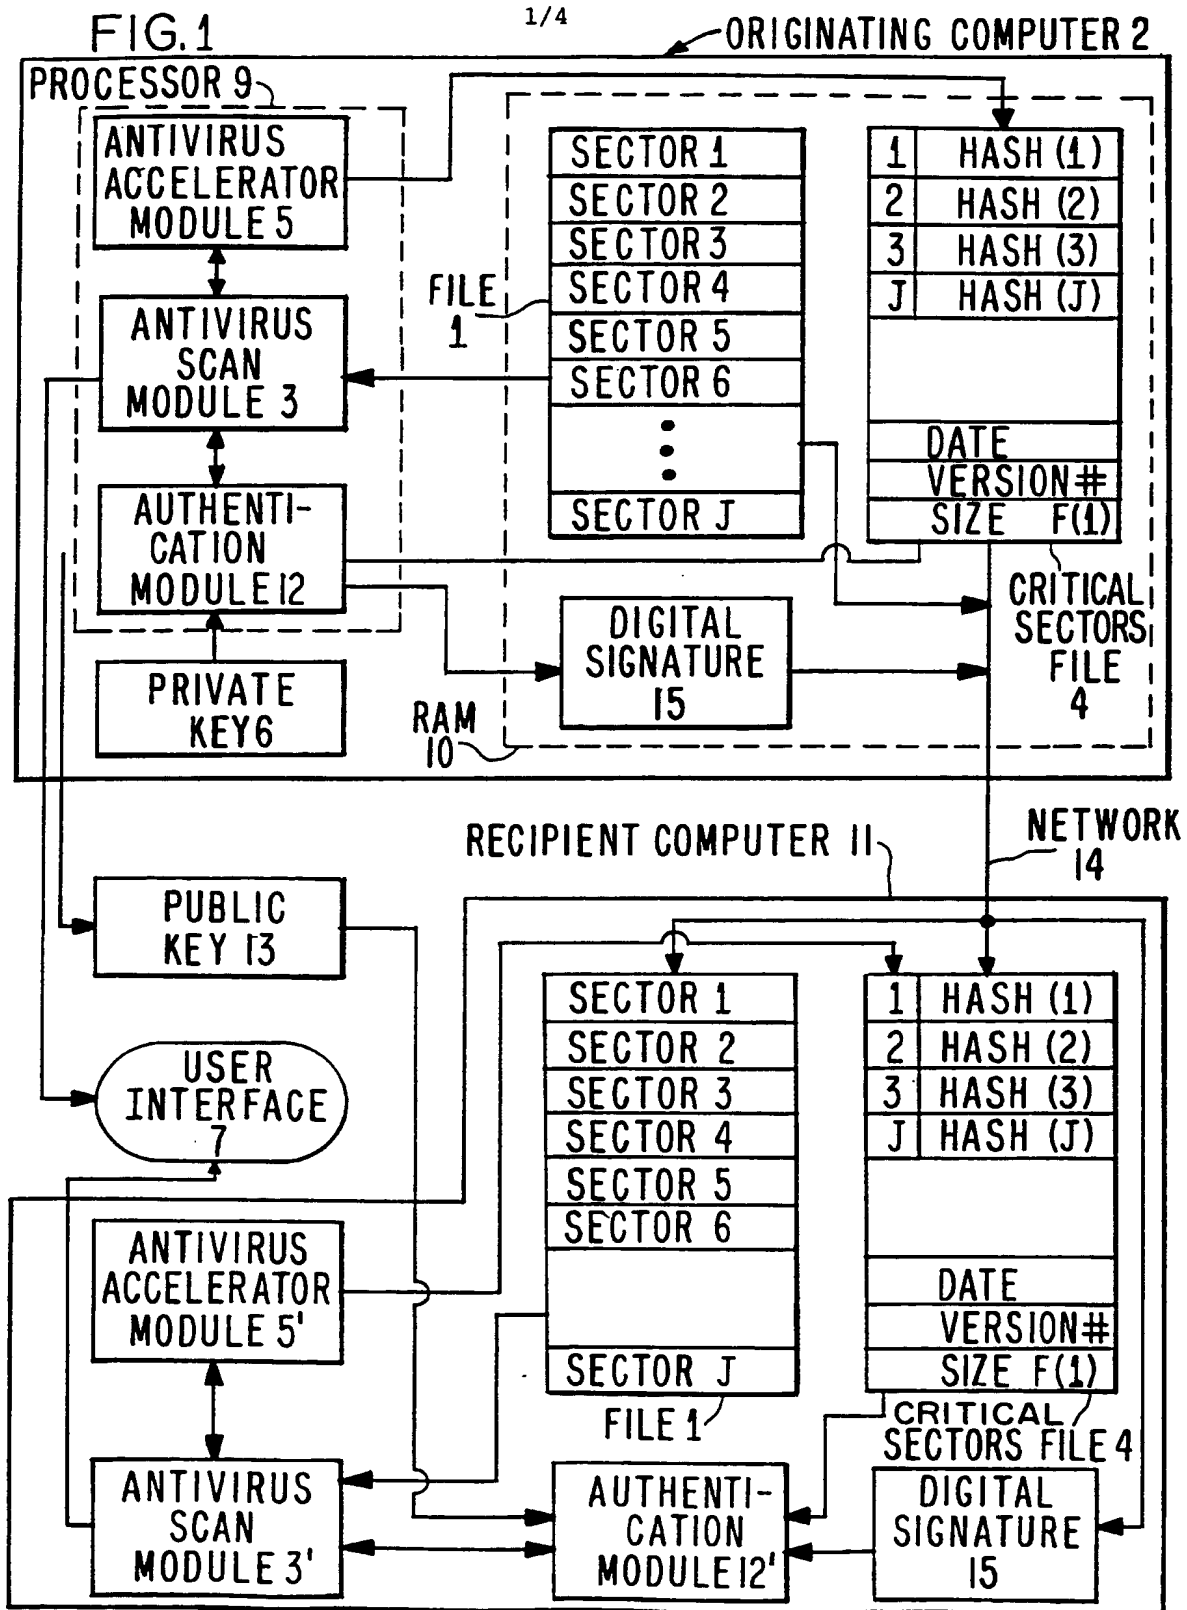 1/4
FIG.1
ORIGINATING COMPUTER 2
PROCESSOR 9
ANTIVIRUS
ACCELERATOR
MODULE 5
ANTIVIRUS
SCAN
MODULE 3
AUTHENTI-
CATION
MODULE 12
PRIVATE
KEY 6
FILE
1
SECTOR 1
SECTOR 2
SECTOR 3
SECTOR 4
SECTOR 5
SECTOR 6
SECTOR J
1 HASH (1)
2 HASH (2)
3 HASH (3)
J HASH (J)
DATE
VERSION#
SIZE F(1)
CRITICAL
SECTORS
FILE
4
DIGITAL
SIGNATURE
15
RAM
10
NETWORK
14
RECIPIENT COMPUTER 11
PUBLIC
KEY 13
USER
INTERFACE
7
ANTIVIRUS
ACCELERATOR
MODULE 5'
ANTIVIRUS
SCAN
MODULE 3'
SECTOR 1
SECTOR 2
SECTOR 3
SECTOR 4
SECTOR 5
SECTOR 6
SECTOR J
FILE 1
1 HASH (1)
2 HASH (2)
3 HASH (3)
J HASH (J)
DATE
VERSION#
SIZE F(1)
CRITICAL
SECTORS FILE 4
AUTHENTI-
CATION
MODULE 12'
DIGITAL
SIGNATURE
15